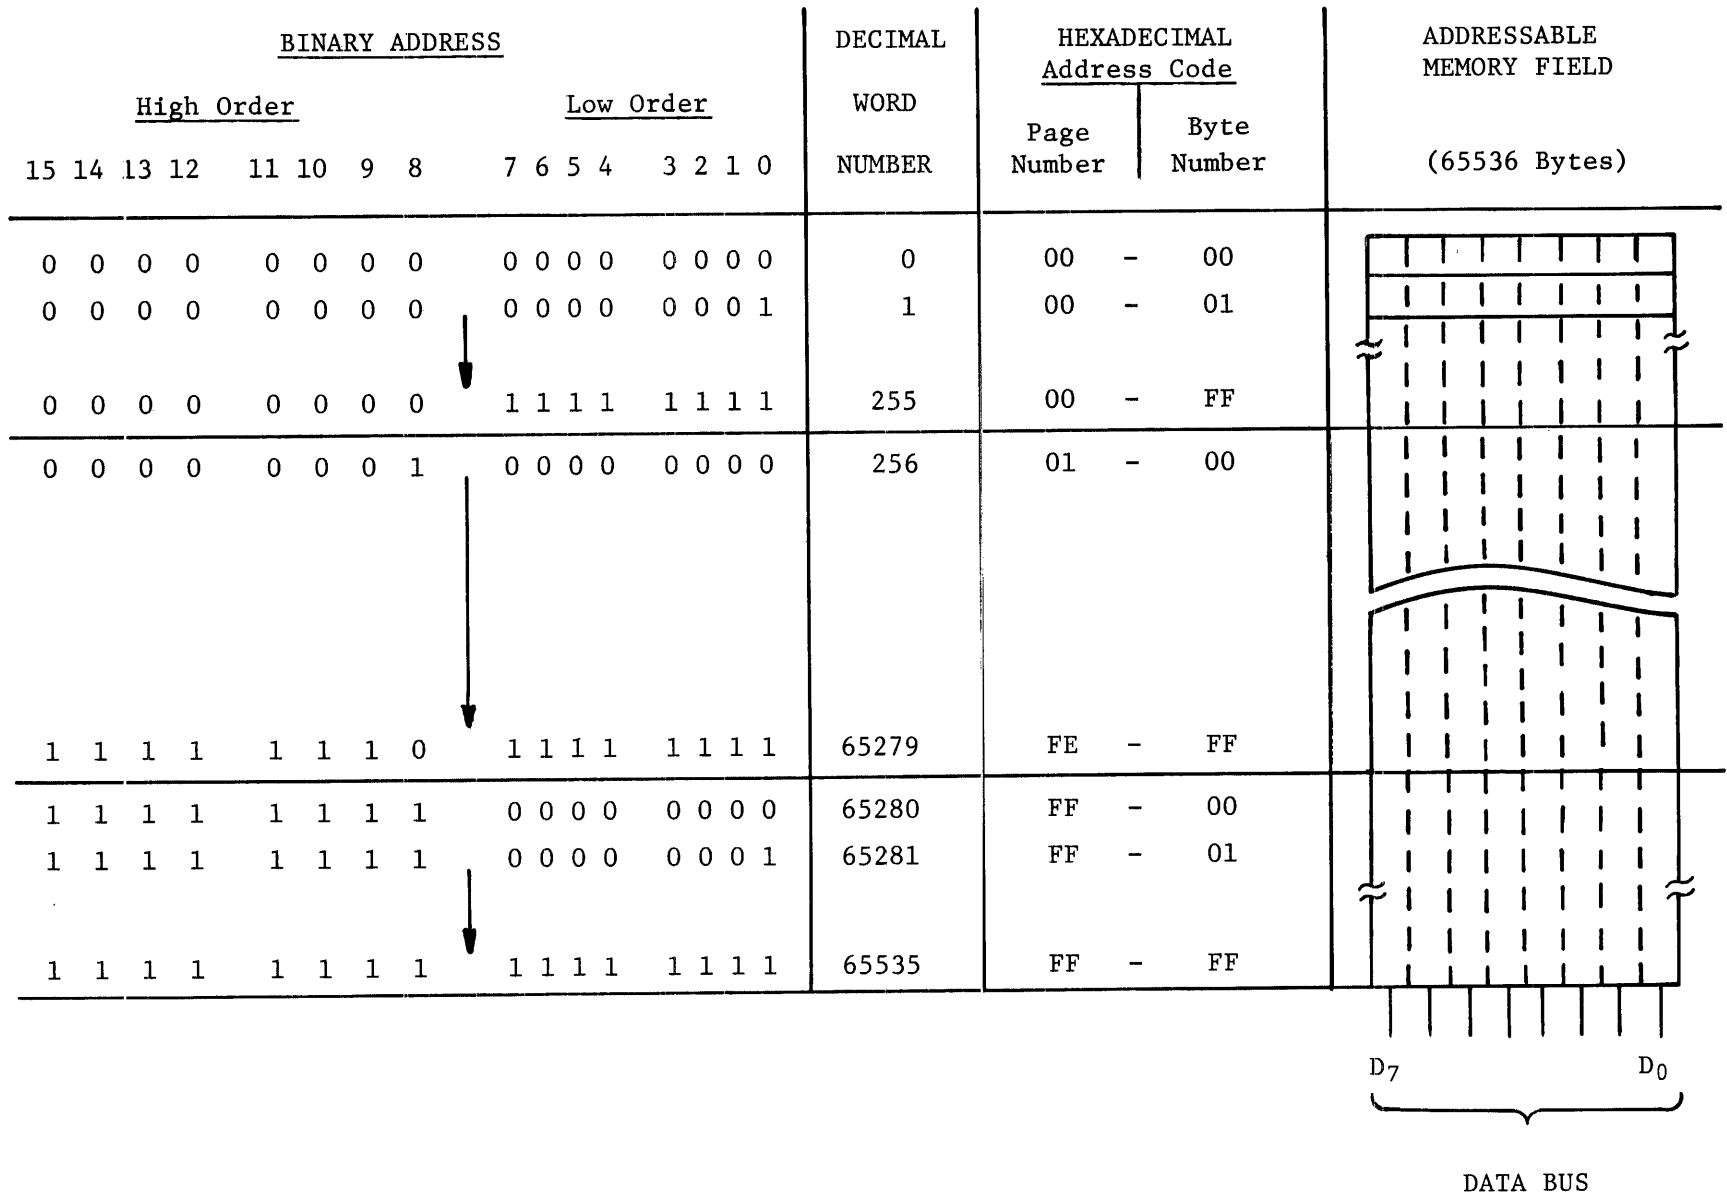 BINARY ADDRESS DECIMAL HEXADECIMAL ADDRESSABLE
Address Code MEMORY FIELD
High Order Low Order WORD
Page Byte
15 14 13 12 11 10 9 8 7 6 5 4 3 2 1 0 NUMBER Number Number (65536 Bytes)
0 0 0 0 0 0 0 0 0 0 0 0 0 0 0 0 0 00 - 00
0 0 0 0 0 0 0 0 0 0 0 0 0 0 0 1 1 00 - 01
0 0 0 0 0 0 0 0 1 1 1 1 1 1 1 1 255 00 - FF
0 0 0 0 0 0 0 1 0 0 0 0 0 0 0 0 256 01 - 00
1 1 1 1 1 1 1 0 1 1 1 1 1 1 1 1 65279 FE - FF
1 1 1 1 1 1 1 1 0 0 0 0 0 0 0 0 65280 FF - 00
1 1 1 1 1 1 1 1 0 0 0 0 0 0 0 1 65281 FF - 01
1 1 1 1 1 1 1 1 1 1 1 1 1 1 1 1 65535 FF - FF
D7 D0
DATA BUS